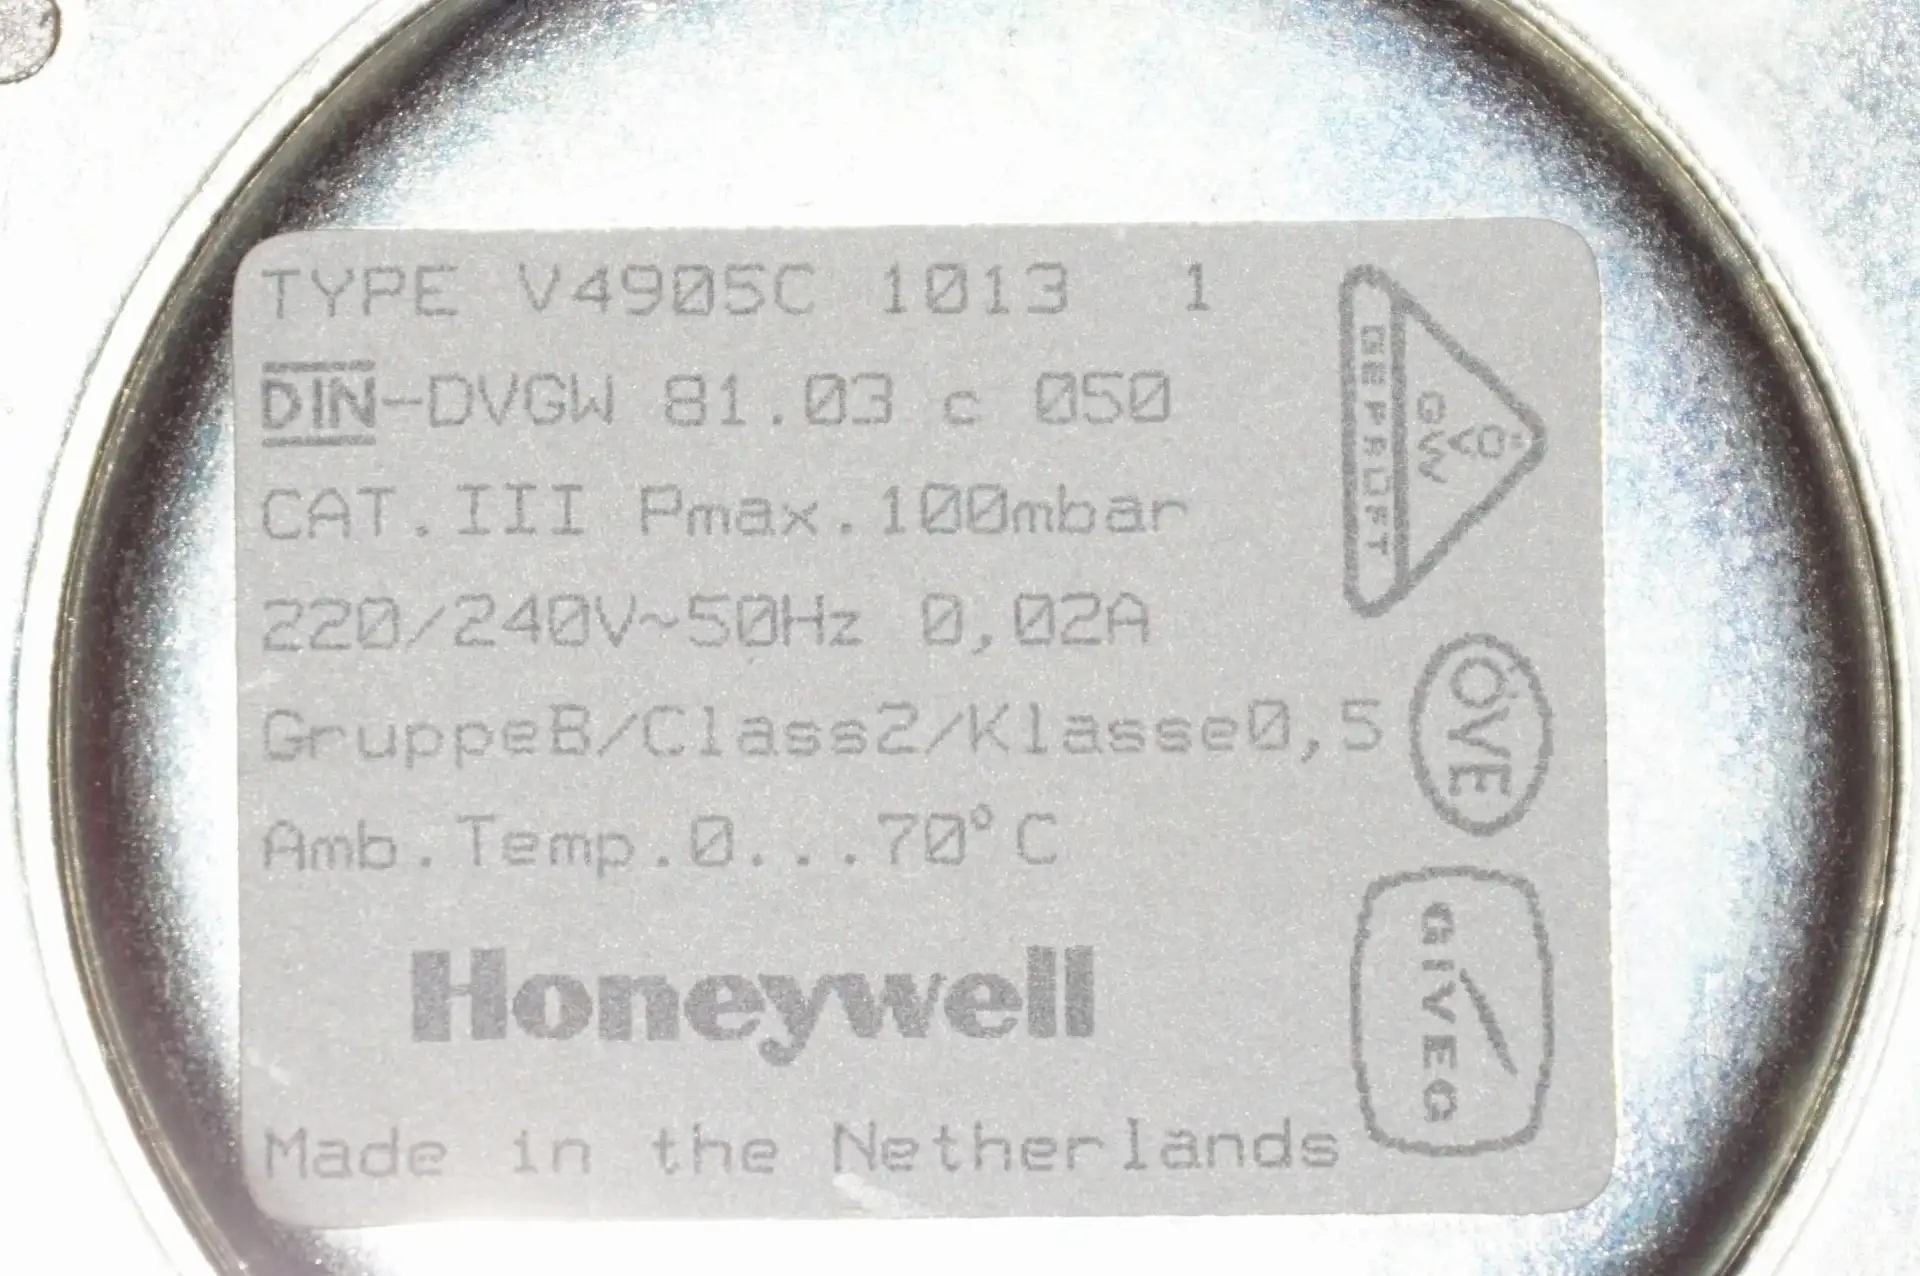 TYPE V4905C 1013 1
DIN-DVGW 81.03 c 050
CAT.III Pmax.100mbar
220/240V~50Hz 0,02A
GruppeB/Class2/Klasse0,5
Amb.Temp.0...70°C
Honeywell
Made in the Netherlands
GEPRÜFT
GW
ÖV
ÖVE
GIVEG